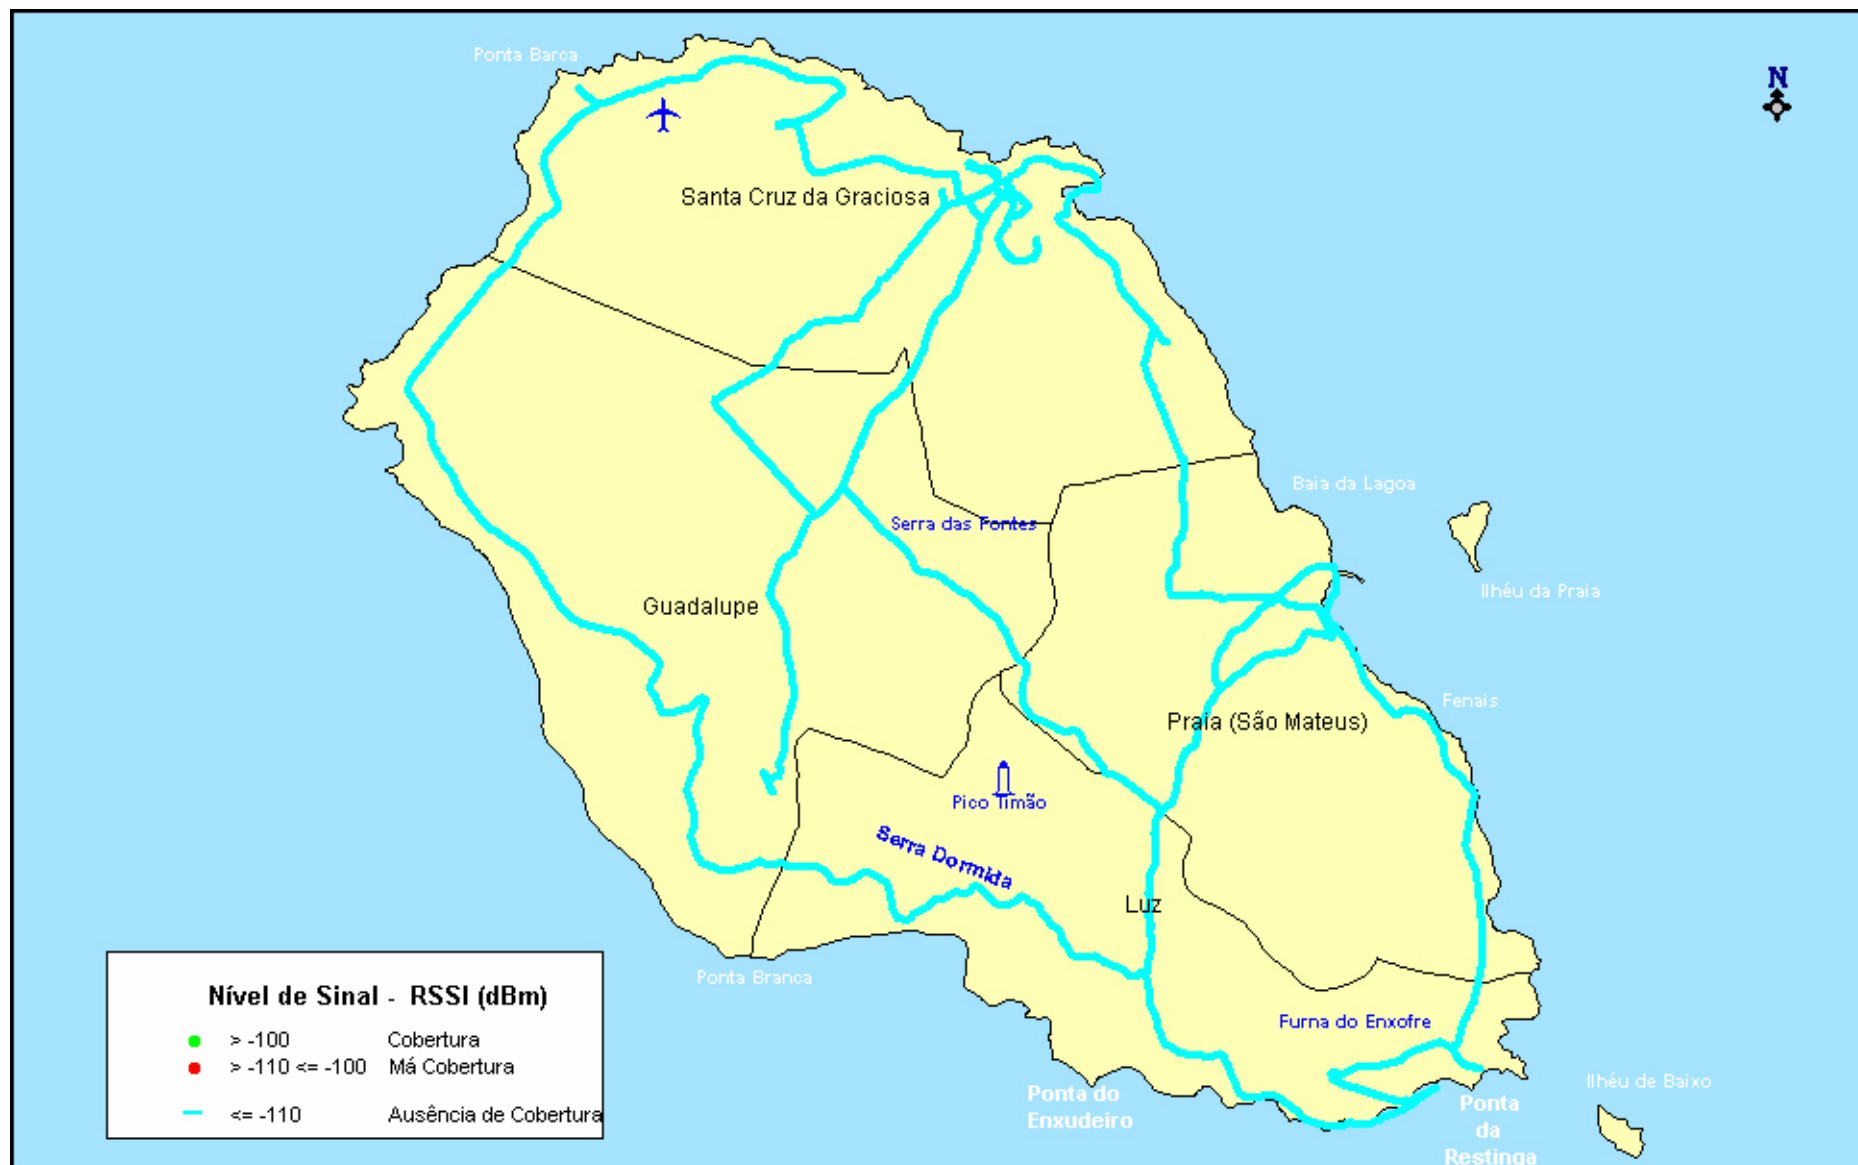 Ponta Barca
N
Santa Cruz da Graciosa
Baia da Lagoa
Serra das Fontes
Ilhéu da Praia
Guadalupe
Fenais
Praia (São Mateus)
Pico Timão
Serra Dormida
Luz
Ponta Branca
Furna do Enxofre
Ilhéu de Baixo
Ponta do
Enxudeiro
Ponta
da
Restinga
Nível de Sinal - RSSI (dBm)
> -100 Cobertura
> -110 <= -100 Má Cobertura
<= -110 Ausência de Cobertura